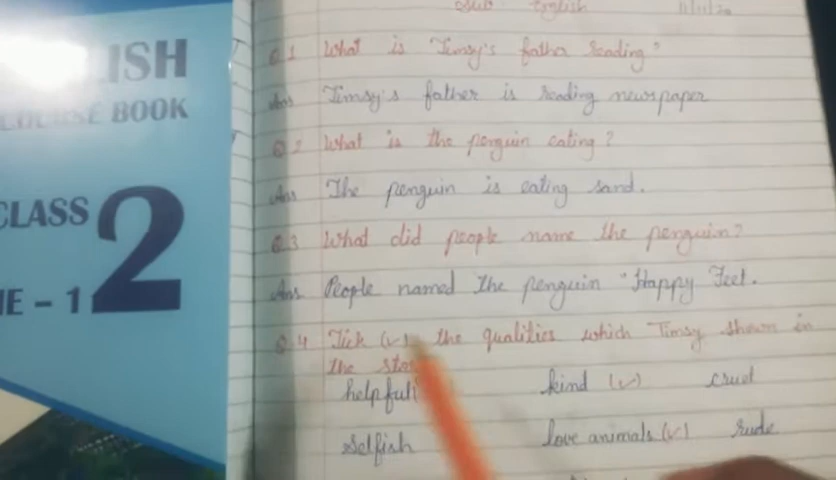 Sub English
LISH
COURSE BOOK
CLASS 2
E - 1
Q.1 What is Timsy's father reading?
Ans Timsy's father is reading newspaper
Q.2 What is the penguin eating?
Ans The penguin is eating sand.
Q.3 What did people name the penguin?
Ans People named the penguin "Happy Feet.
Q.4 Tick (✓) the qualities which Timsy shown in
the
helpful kind (✓) cruel
selfish love animals (✓) rude